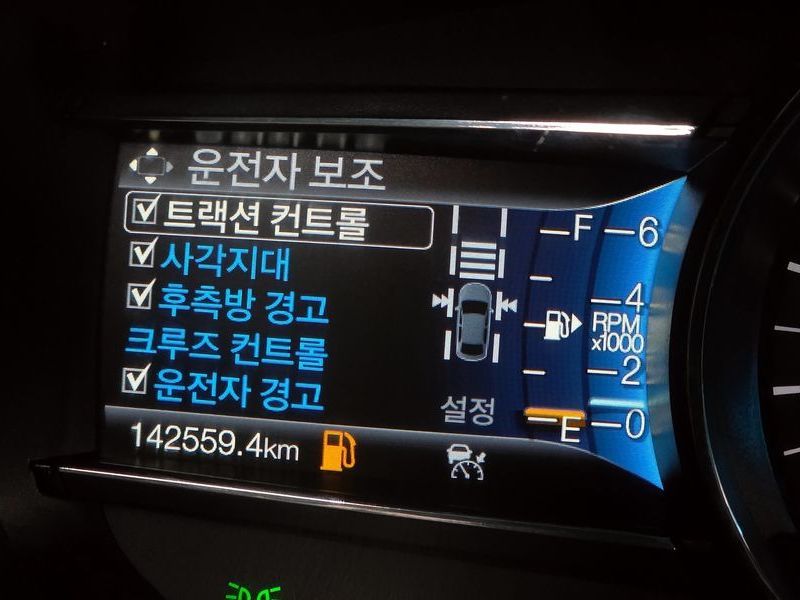 운전자 보조
트랙션 컨트롤
사각지대
후측방 경고
크루즈 컨트롤
운전자 경고
설정
142559.4km
F
E
6
4
RPM
x1000
2
0